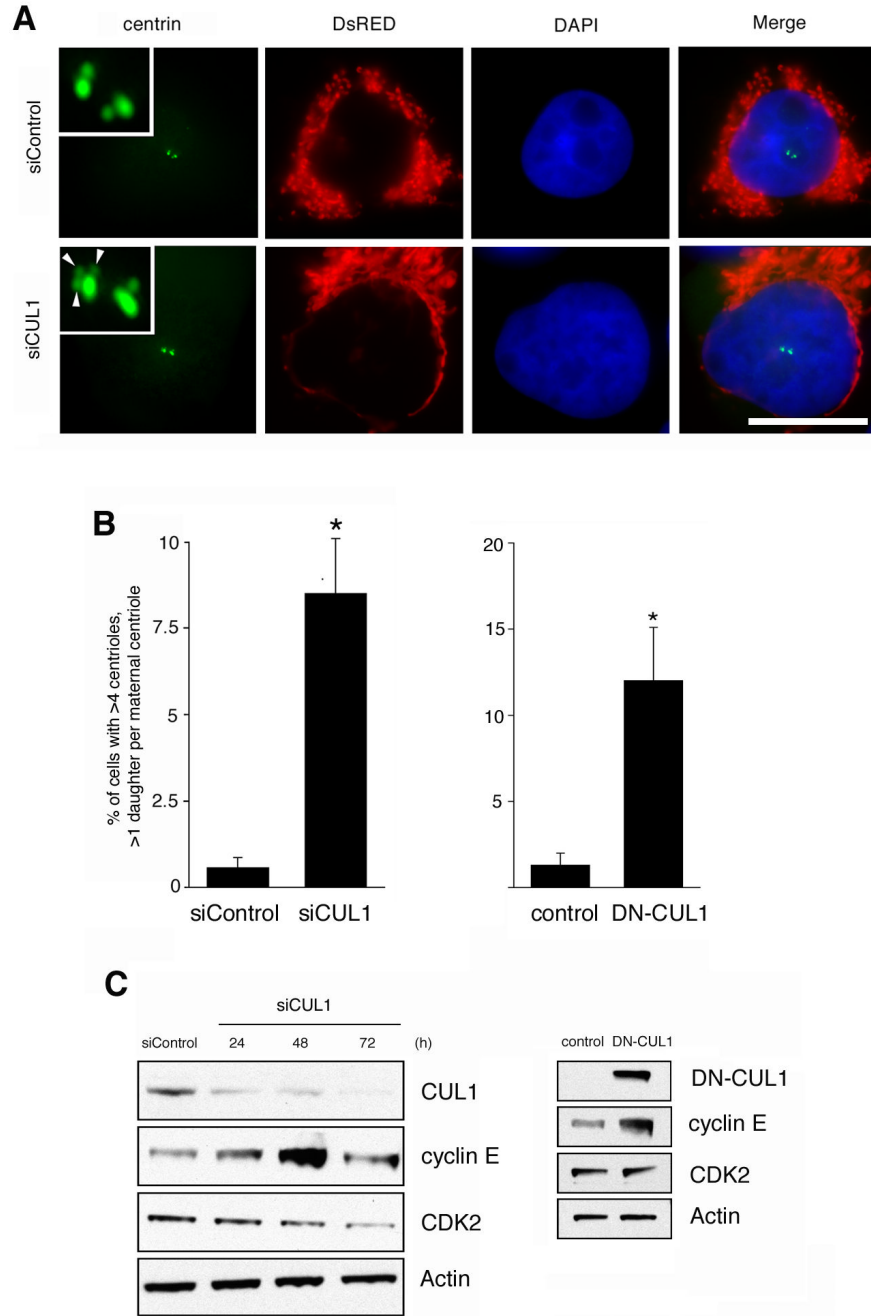 A
centrin DsRED DAPI Merge
siControl
siCUL1
B
% of cells with >4 centrioles,
>1 daughter per maternal centriole
10
7.5
5
2.5
0
*
siControl siCUL1
20
15
10
5
*
control DN-CUL1
C
siCUL1
siControl 24 48 72 (h)
CUL1
cyclin E
CDK2
Actin
control DN-CUL1
DN-CUL1
cyclin E
CDK2
Actin